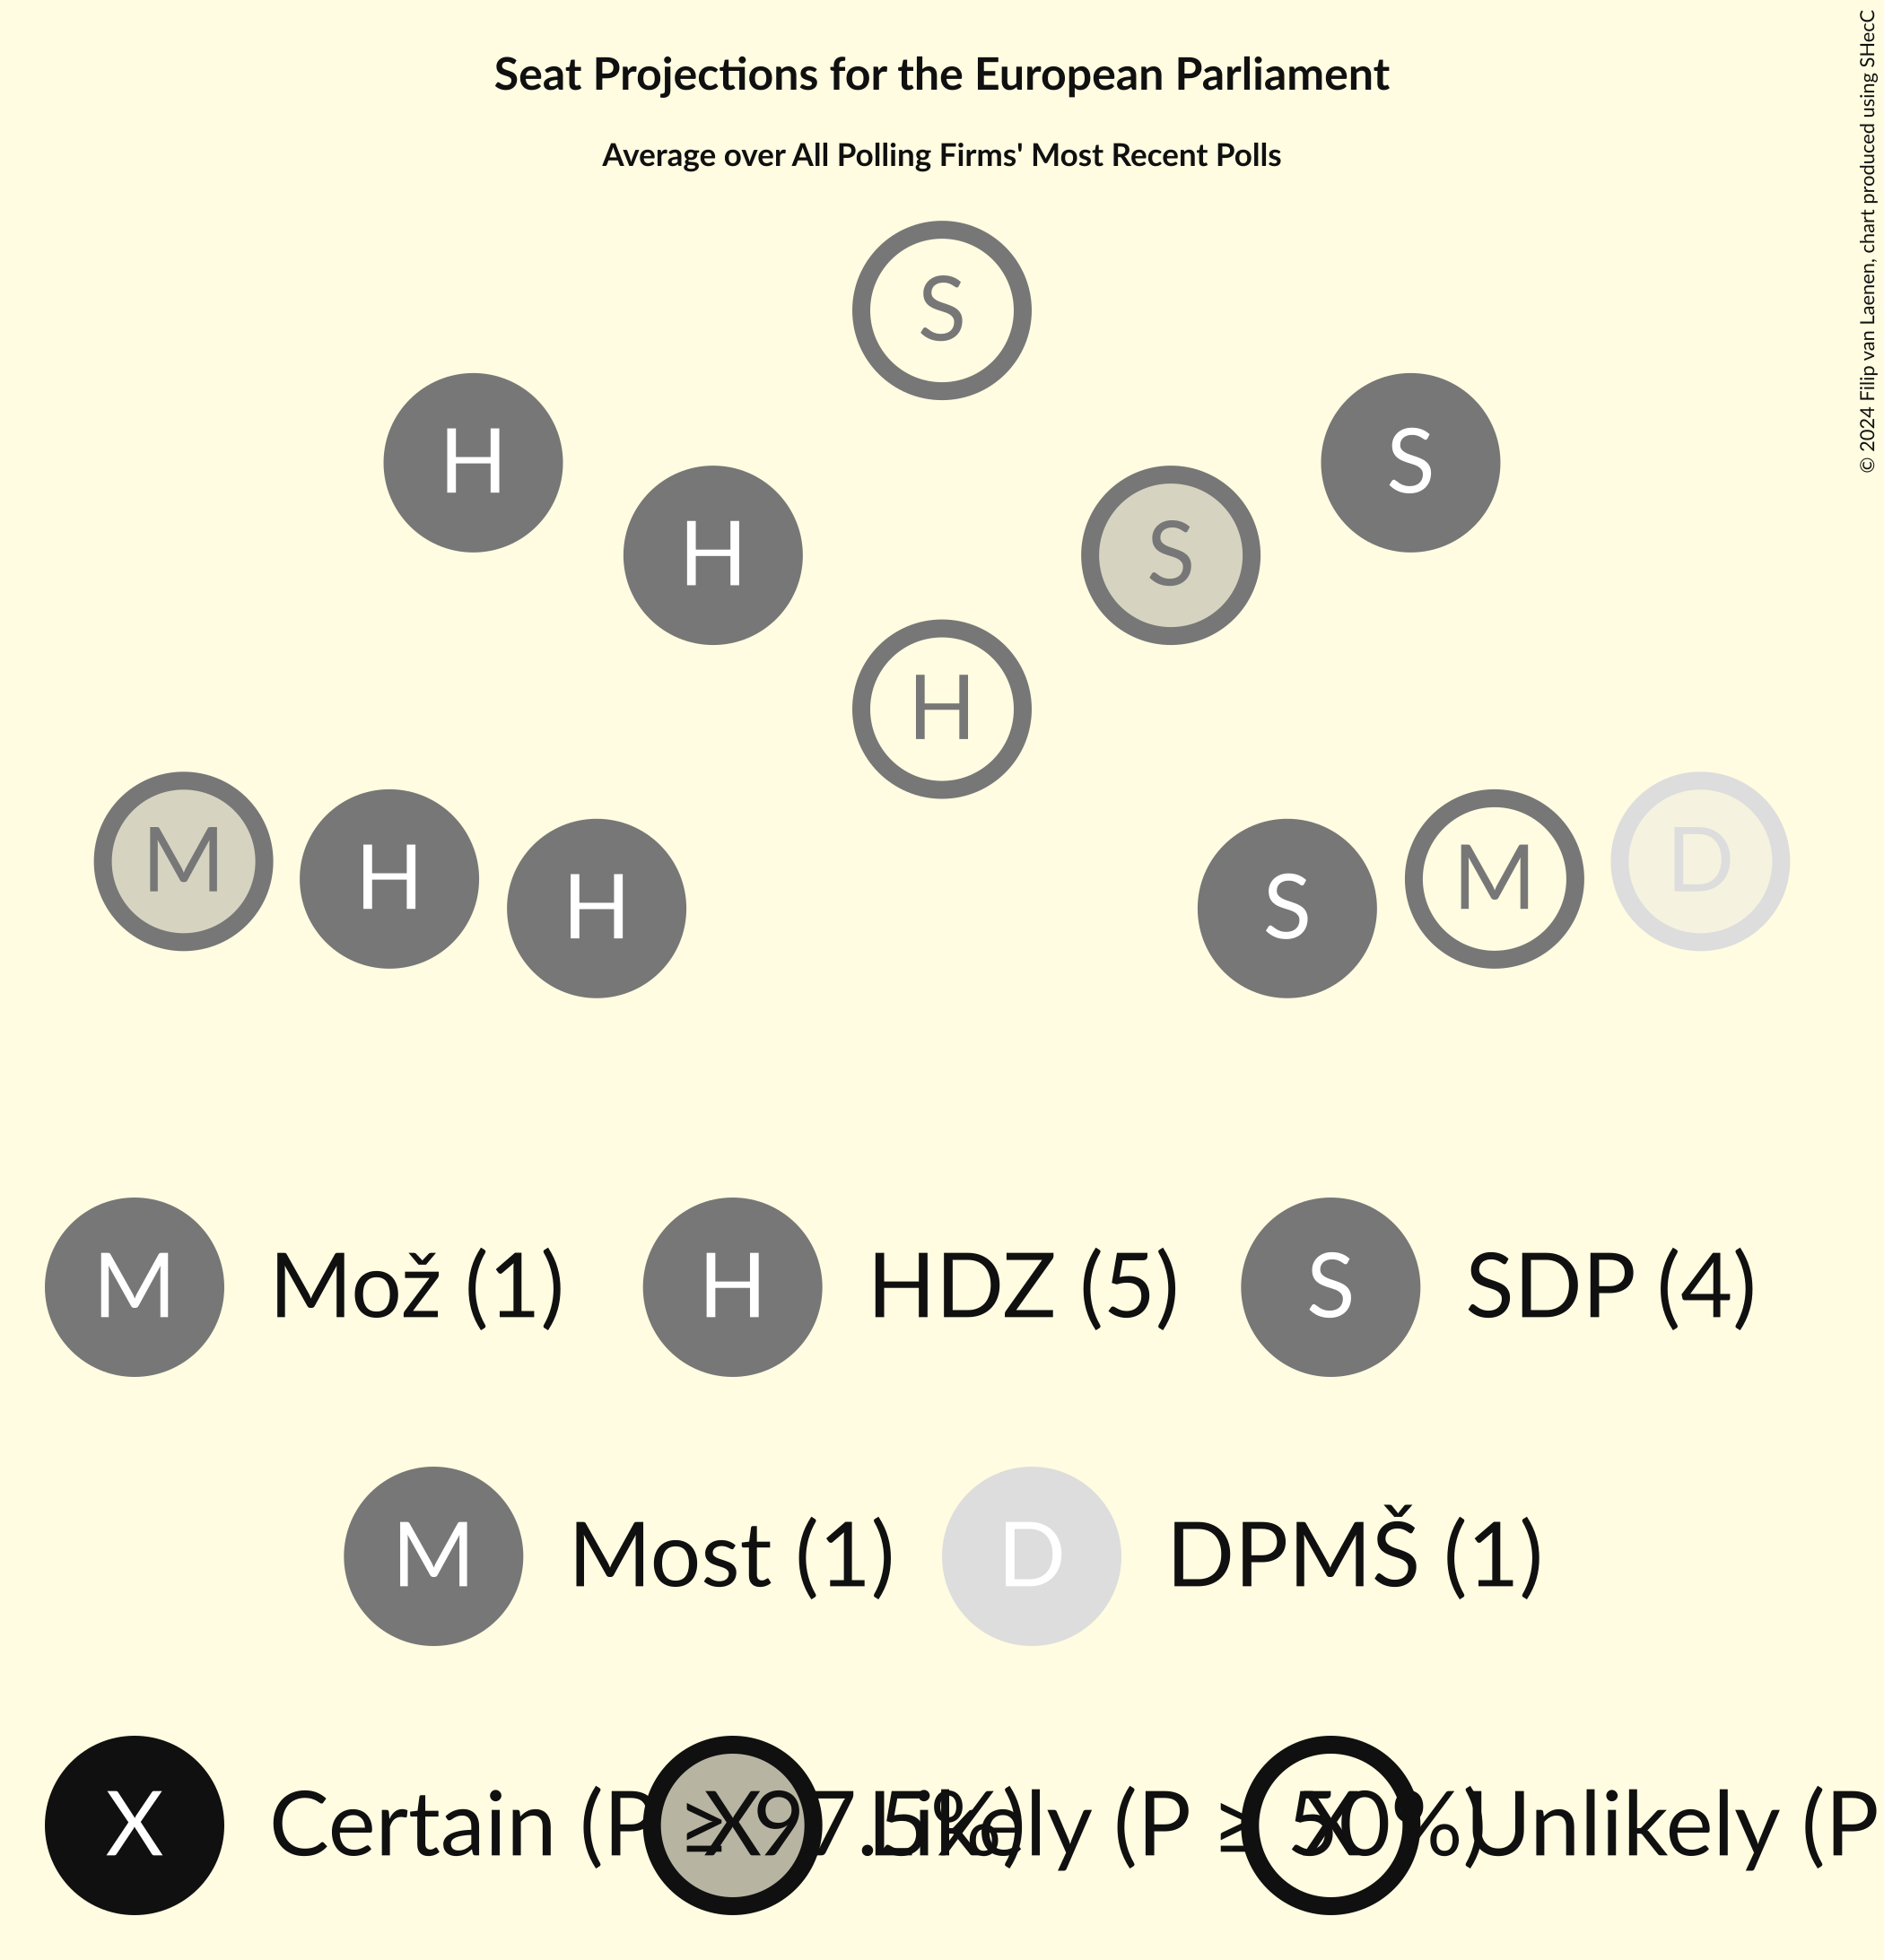 Seat Projections for the European Parliament
Average over All Polling Firms' Most Recent Polls
© 2024 Filip van Laenen, chart produced using SHecC
S
H
S
H
S
H
M
H
H
S
M
D
M Mož (1) H HDZ (5) S SDP (4)
M Most (1) D DPMŠ (1)
X Certain (P ≥ 97.5%) X Likely (P ≥ 50%) X Unlikely (P